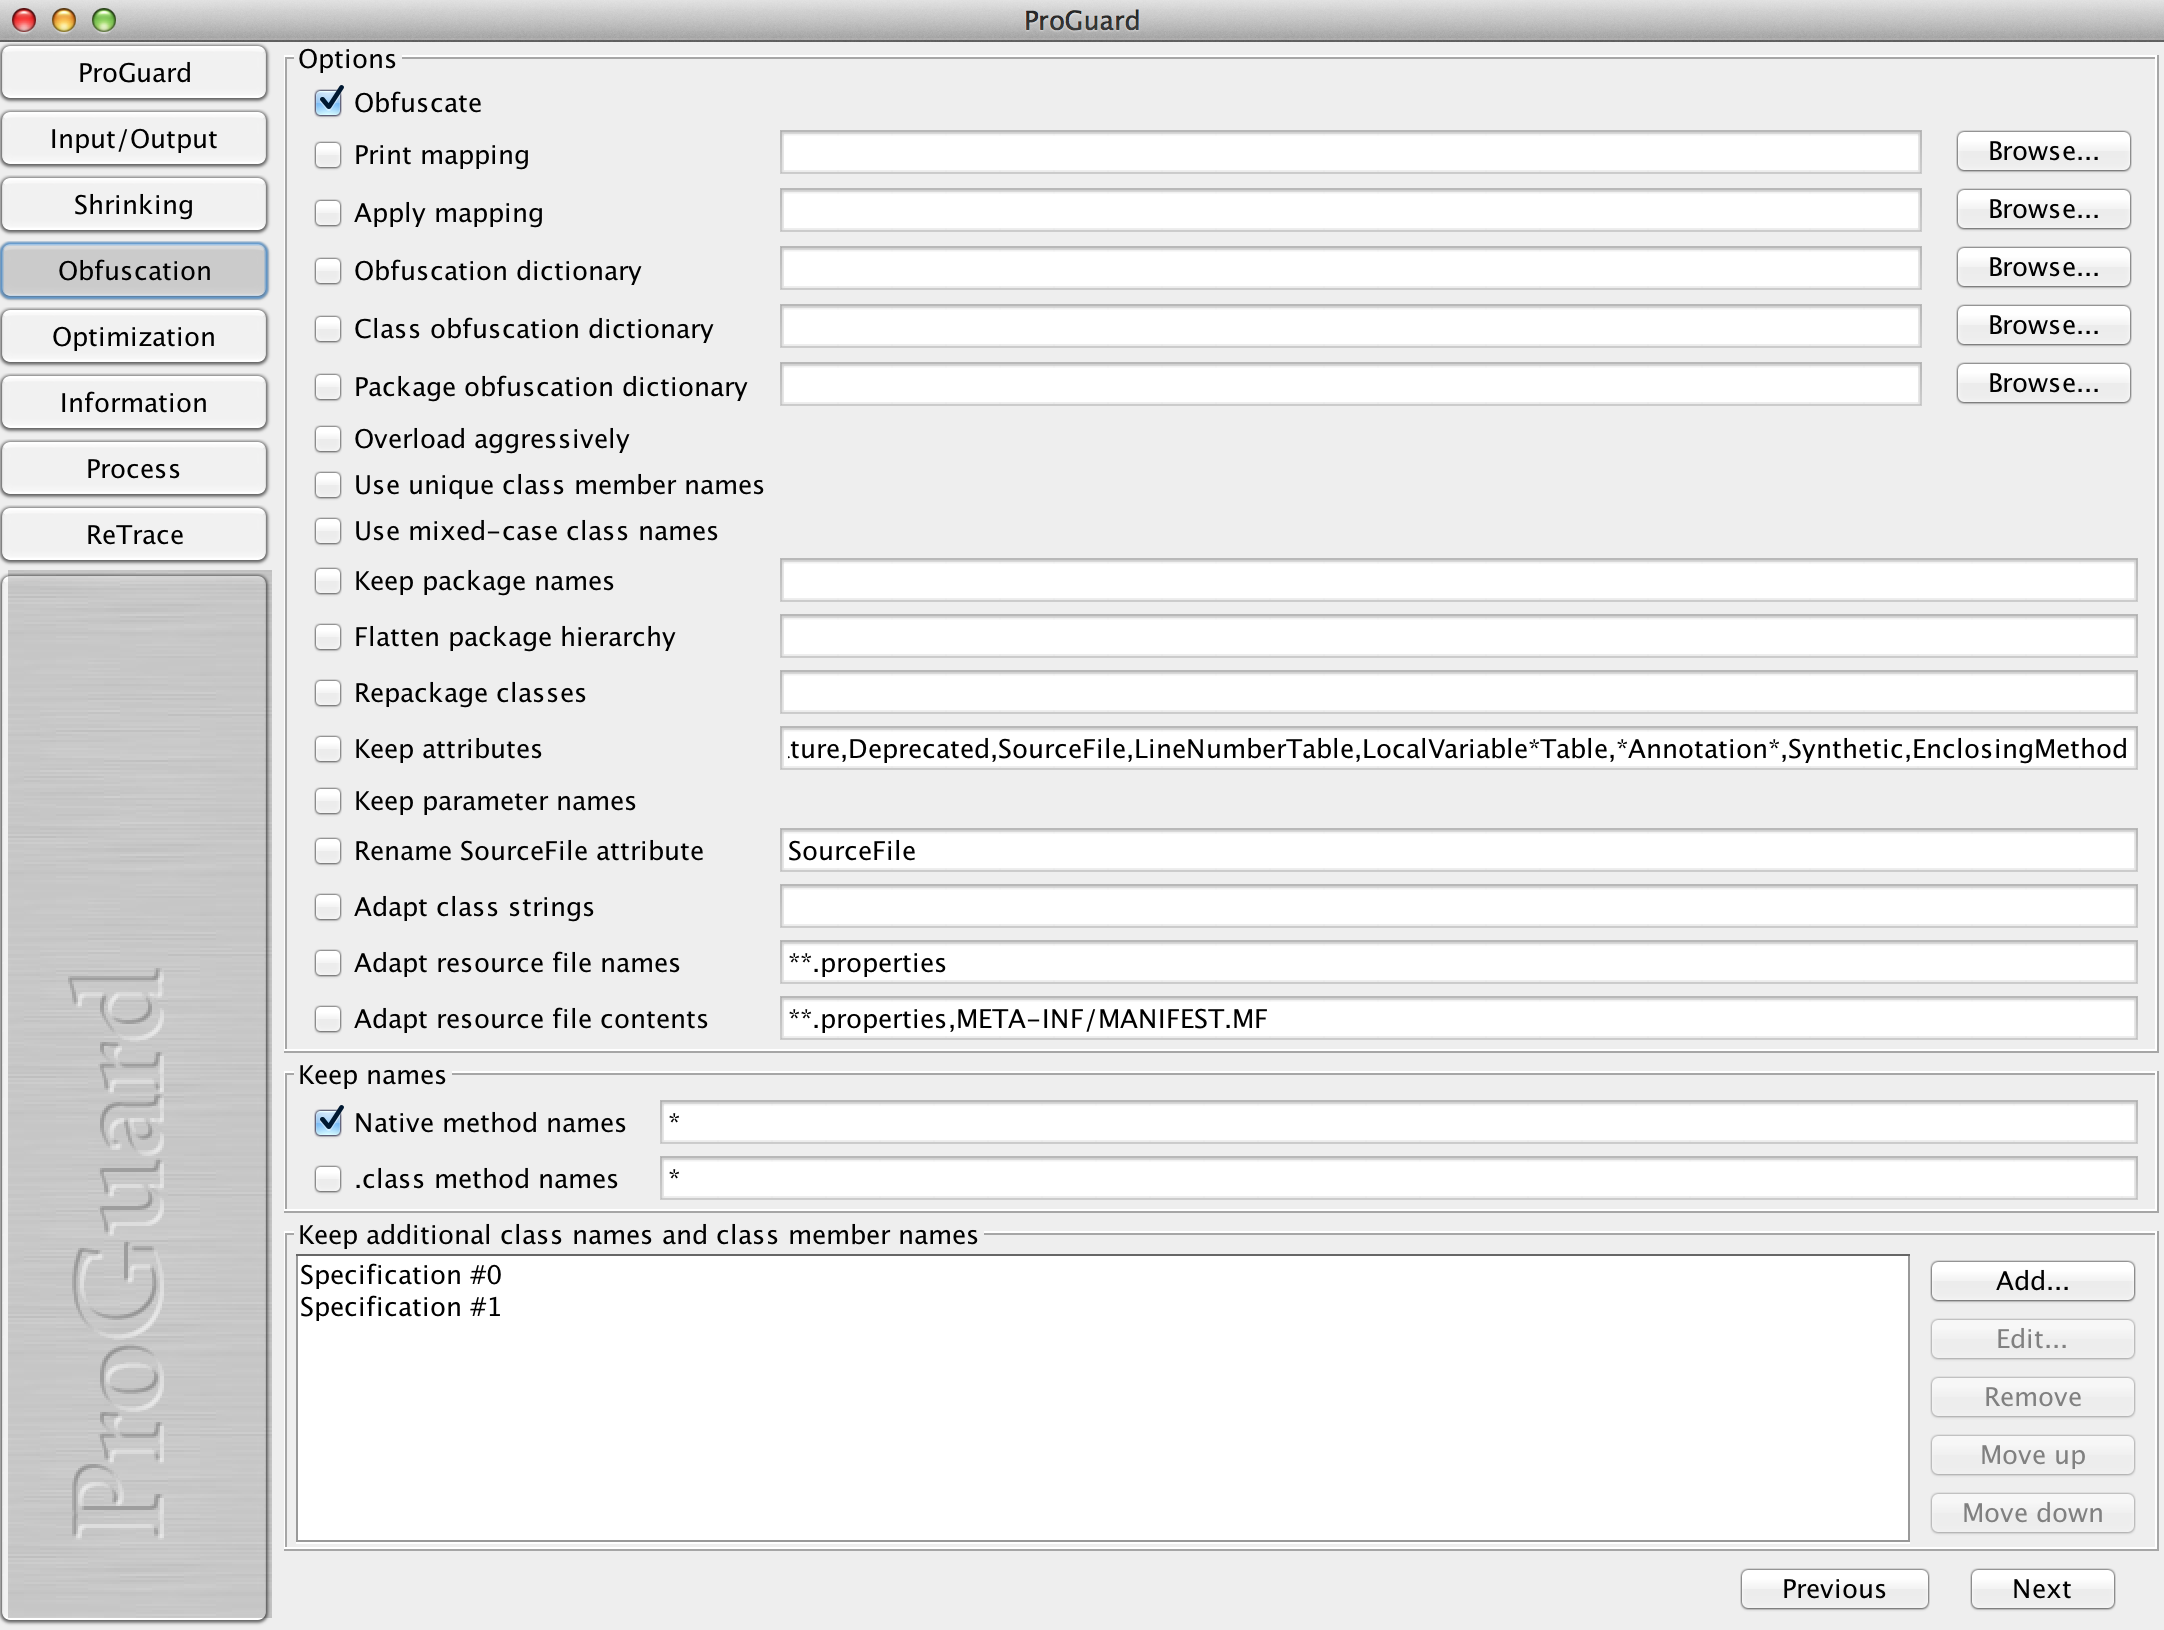 ProGuard
ProGuard
Input/Output
Shrinking
Obfuscation
Optimization
Information
Process
ReTrace
ProGuard
Options
Obfuscate
Print mapping Browse...
Apply mapping Browse...
Obfuscation dictionary Browse...
Class obfuscation dictionary Browse...
Package obfuscation dictionary Browse...
Overload aggressively
Use unique class member names
Use mixed-case class names
Keep package names
Flatten package hierarchy
Repackage classes
Keep attributes ture,Deprecated,SourceFile,LineNumberTable,LocalVariable*Table,*Annotation*,Synthetic,EnclosingMethod
Keep parameter names
Rename SourceFile attribute SourceFile
Adapt class strings
Adapt resource file names **.properties
Adapt resource file contents **.properties,META-INF/MANIFEST.MF
Keep names
Native method names *
.class method names *
Keep additional class names and class member names
Specification #0
Specification #1
Add...
Edit...
Remove
Move up
Move down
Previous Next